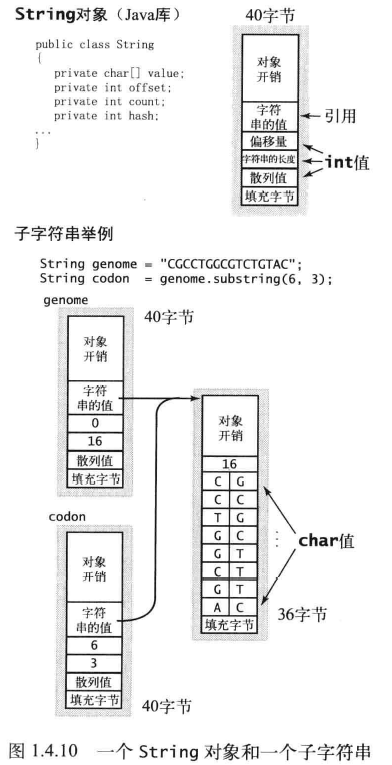 String对象（Java库）
40字节
public class String
{
private char[] value;
private int offset;
private int count;
private int hash;
...
}
对象
开销
字符
串的值
引用
偏移量
字符串的长度
int值
散列值
填充字节
子字符串举例
String genome = "CGCCTGGCGTCTGTAC";
String codon = genome.substring(6, 3);
genome
40字节
对象
开销
字符
串的值
0
16
散列值
填充字节
对象
开销
16
C G
C C
T G
G C
G T
C T
G T
A C
填充字节
char值
36字节
codon
对象
开销
字符
串的值
6
3
散列值
填充字节
40字节
图 1.4.10 一个 String 对象和一个子字符串